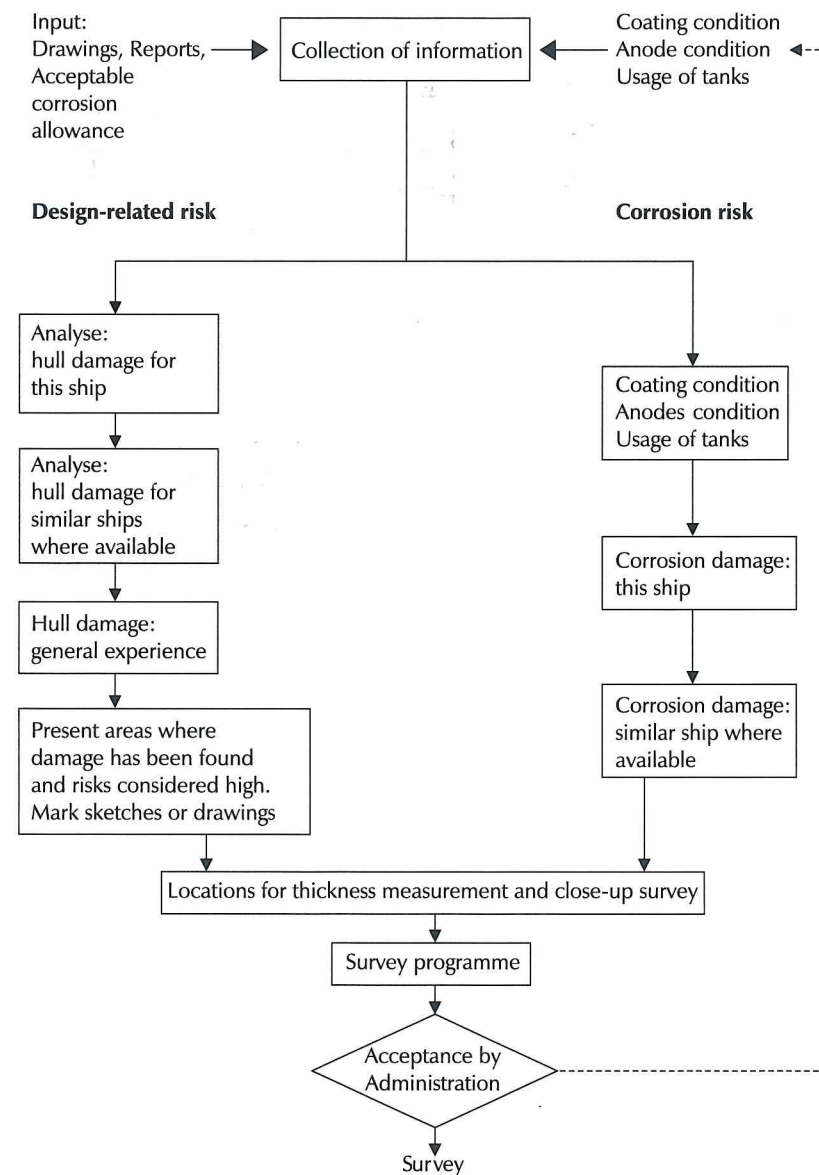 Input:
Drawings, Reports,
Acceptable
corrosion
allowance
Collection of information
Coating condition
Anode condition
Usage of tanks
Design-related risk
Corrosion risk
Analyse:
hull damage for
this ship
Analyse:
hull damage for
similar ships
where available
Hull damage:
general experience
Present areas where
damage has been found
and risks considered high.
Mark sketches or drawings
Coating condition
Anodes condition
Usage of tanks
Corrosion damage:
this ship
Corrosion damage:
similar ship where
available
Locations for thickness measurement and close-up survey
Survey programme
Acceptance by
Administration
Survey